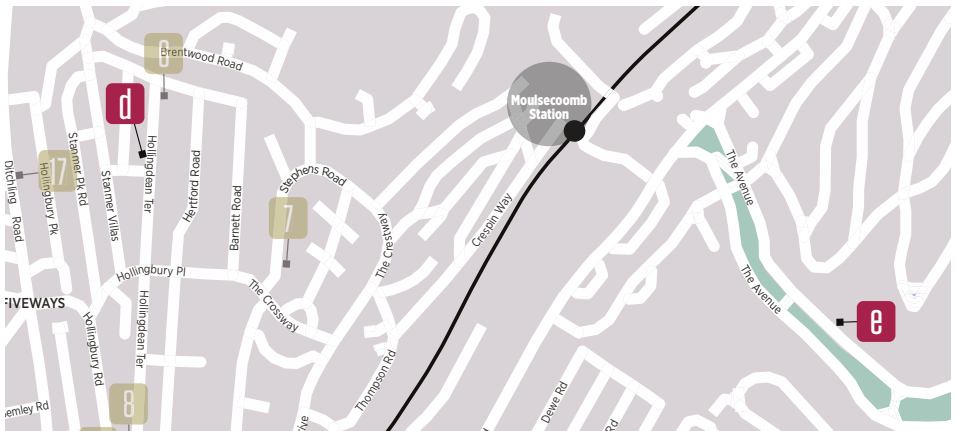 Brentwood Road
d
Moulsecoomb
Station
17
Ditchling Road
Hollingbury Pk
Stanmer Pk Rd
Stanmer Villas
Hollingdean Ter
Hertford Road
Barnett Road
Stephens Road
7
The Crestway
Crespin Way
The Avenue
Hollingbury Pl
The Crossway
The Avenue
FIVEWAYS
Hollingbury Rd
Hollingdean Ter
e
Thompson Rd
8
Dewe Rd
Rd